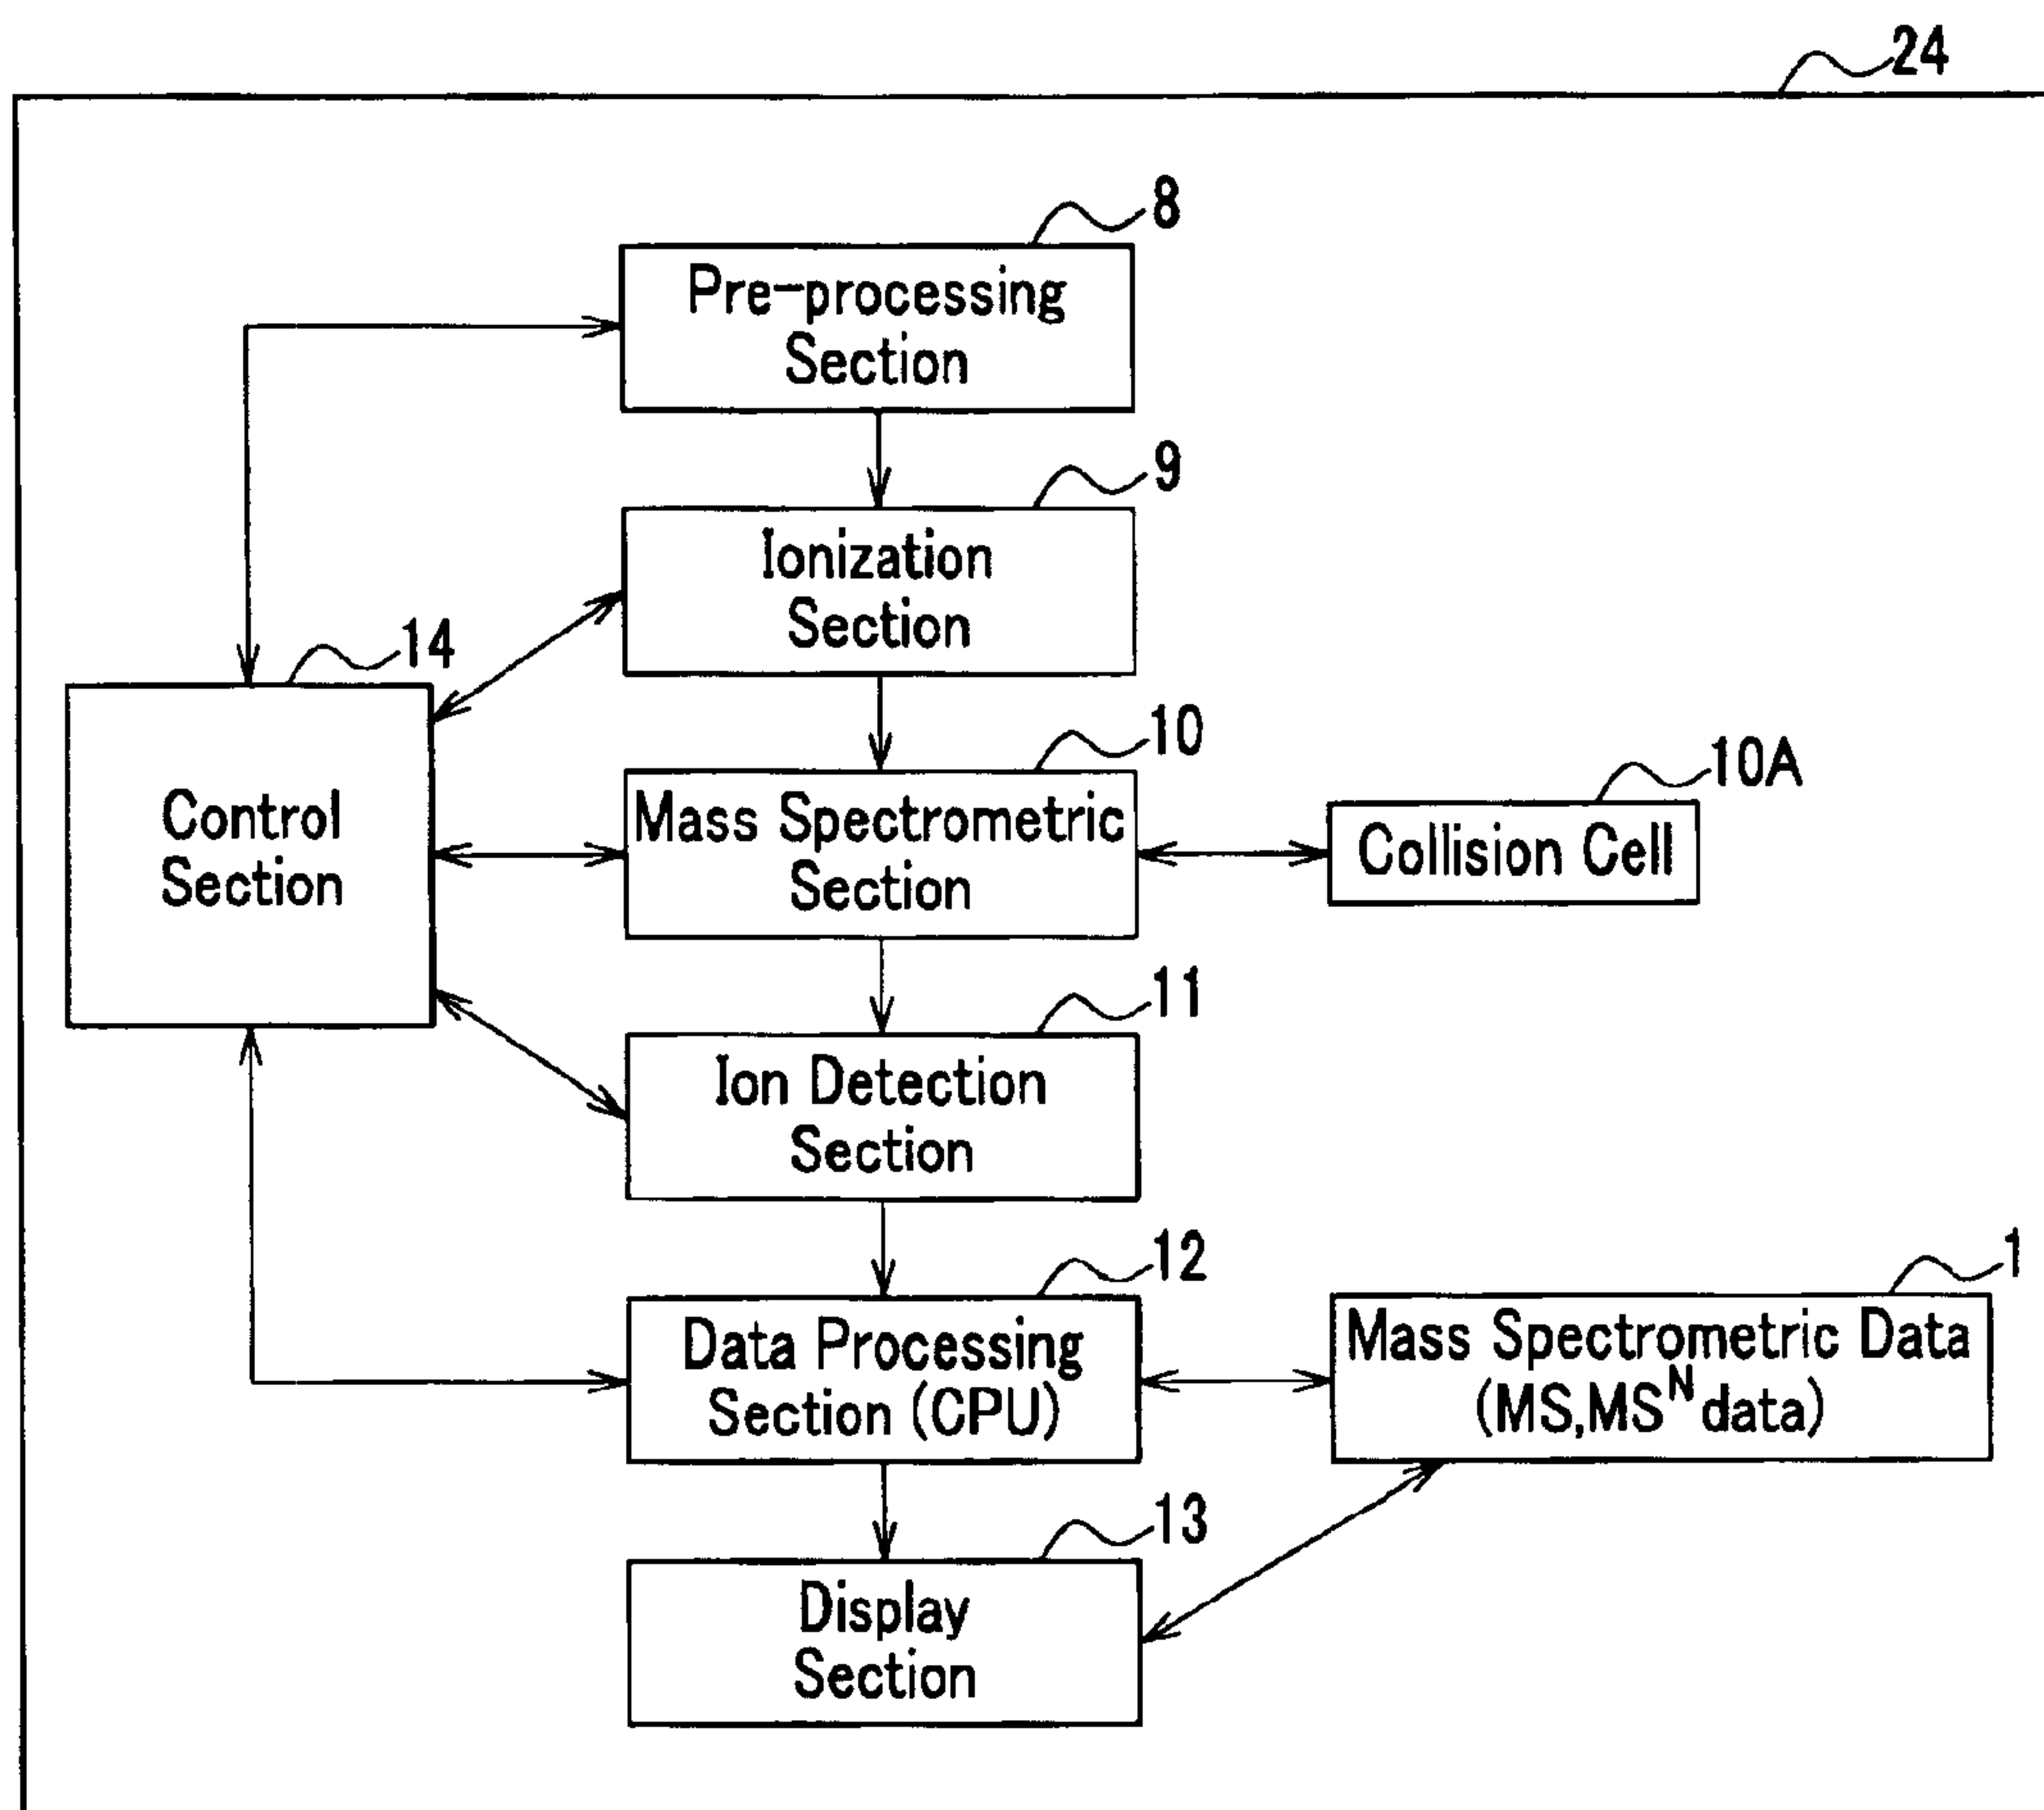 24
8
Pre-processing
Section
9
Ionization
Section
14
Control
Section
10
Mass Spectrometric
Section
10A
Collision Cell
11
Ion Detection
Section
12
Data Processing
Section (CPU)
1
Mass Spectrometric Data
(MS,MS^N data)
13
Display
Section